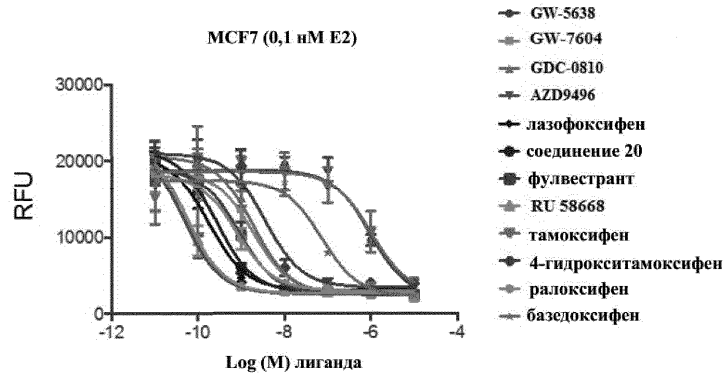 MCF7 (0,1 нМ E2)
RFU
30000
20000
10000
0
-12
-10
-8
-6
-4
Log (M) лиганда
GW-5638
GW-7604
GDC-0810
AZD9496
лазофоксифен
соединение 20
фулвестрант
RU 58668
тамоксифен
4-гидрокситамоксифен
ралоксифен
базедоксифен